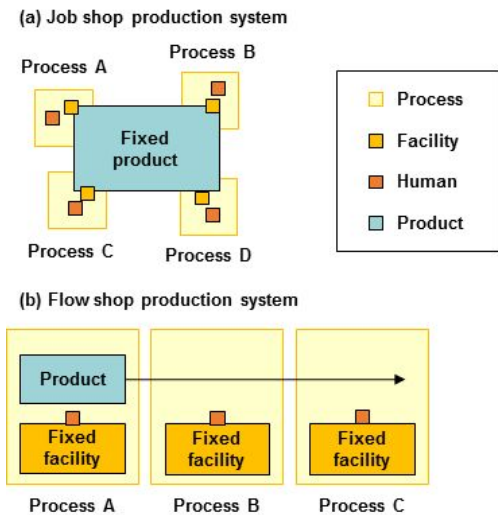 (a) Job shop production system
Process A
Process B
Fixed
product
Process C
Process D
Process
Facility
Human
Product
(b) Flow shop production system
Product
Fixed
facility
Fixed
facility
Fixed
facility
Process A
Process B
Process C